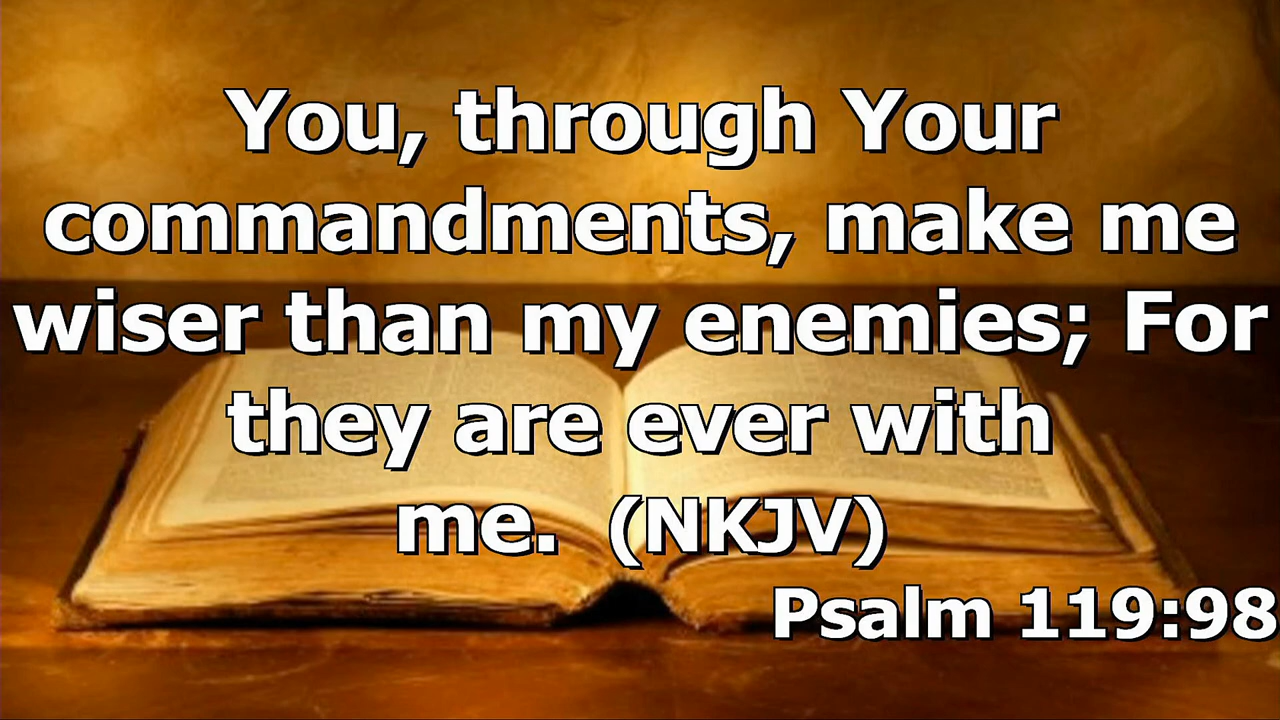 You, through Your
commandments, make me
wiser than my enemies; For
they are ever with
me. (NKJV)
Psalm 119:98